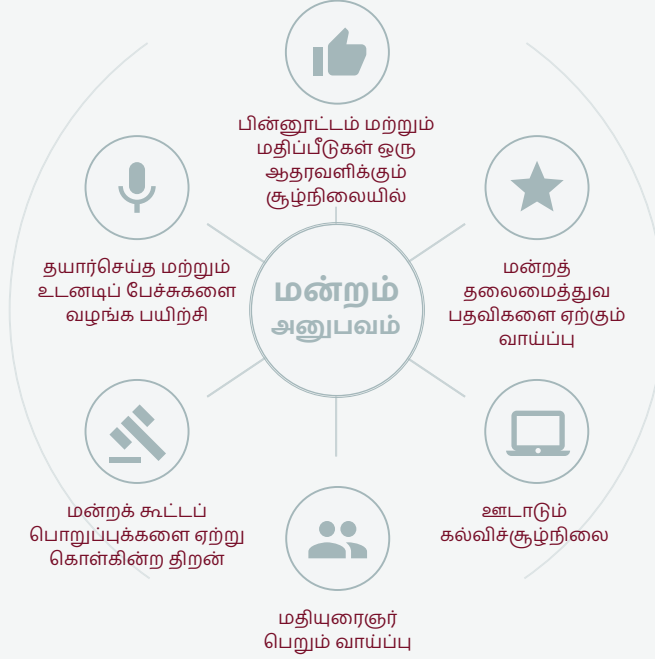 பின்னூட்டம் மற்றும்
மதிப்பீடுகள் ஒரு
ஆதரவளிக்கும்
சூழ்நிலையில்
தயார்செய்த மற்றும்
உடனடிப் பேச்சுகளை
வழங்க பயிற்சி
மன்றம்
அனுபவம்
மன்றத்
தலைமைத்துவ
பதவிகளை ஏற்கும்
வாய்ப்பு
மன்றக் கூட்டப்
பொறுப்புக்களை ஏற்று
கொள்கின்ற திறன்
ஊடாடும்
கல்விச்சூழ்நிலை
மதியுரைஞர்
பெறும் வாய்ப்பு